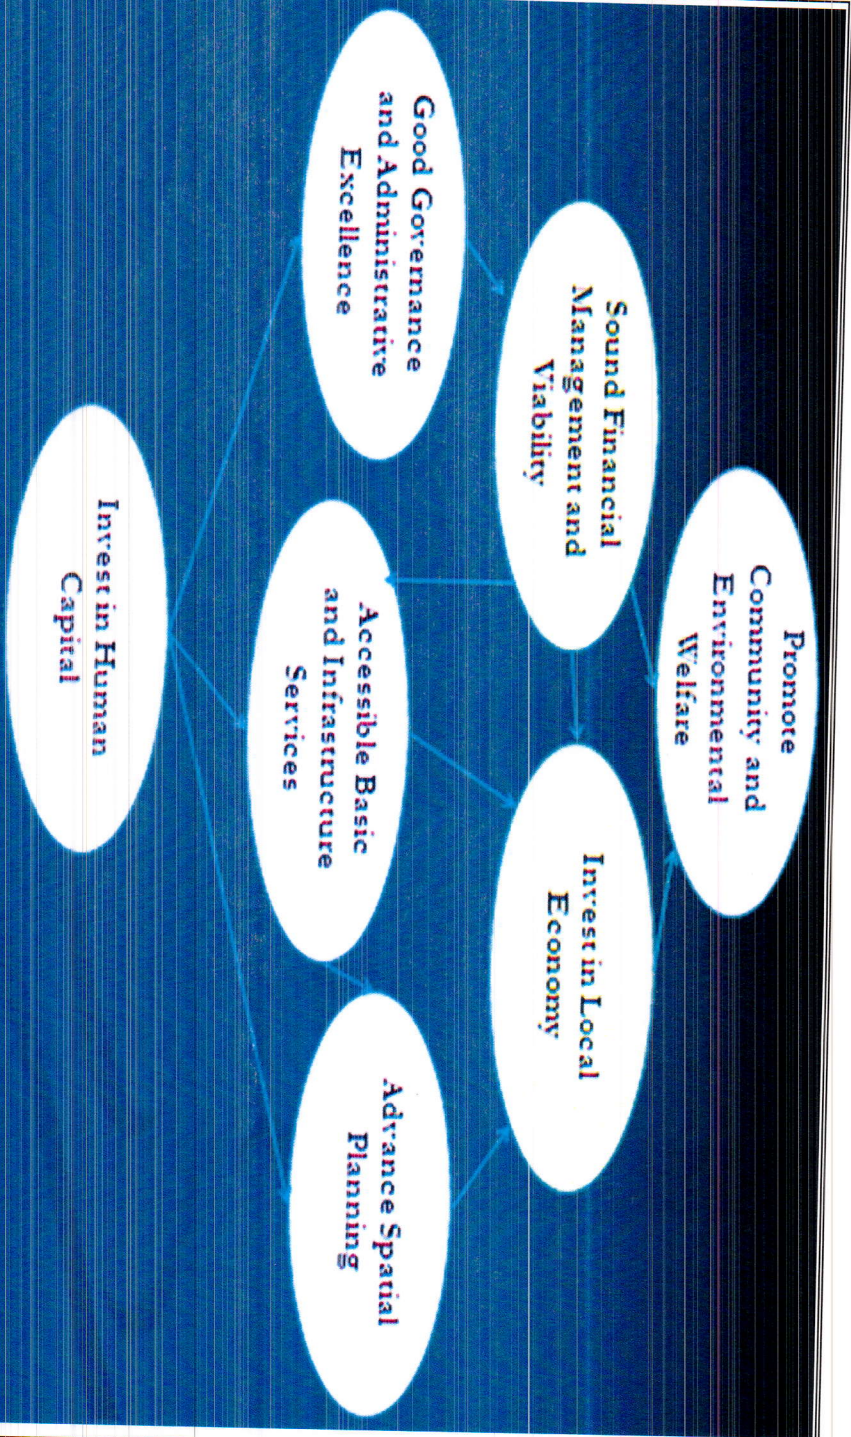 Promote
Community and
Environmental
Welfare
Sound Financial
Management and
Viability
Invest in Local
Economy
Good Governance
and Administrative
Excellence
Accessible Basic
and Infrastructure
Services
Advance Spatial
Planning
Invest in Human
Capital